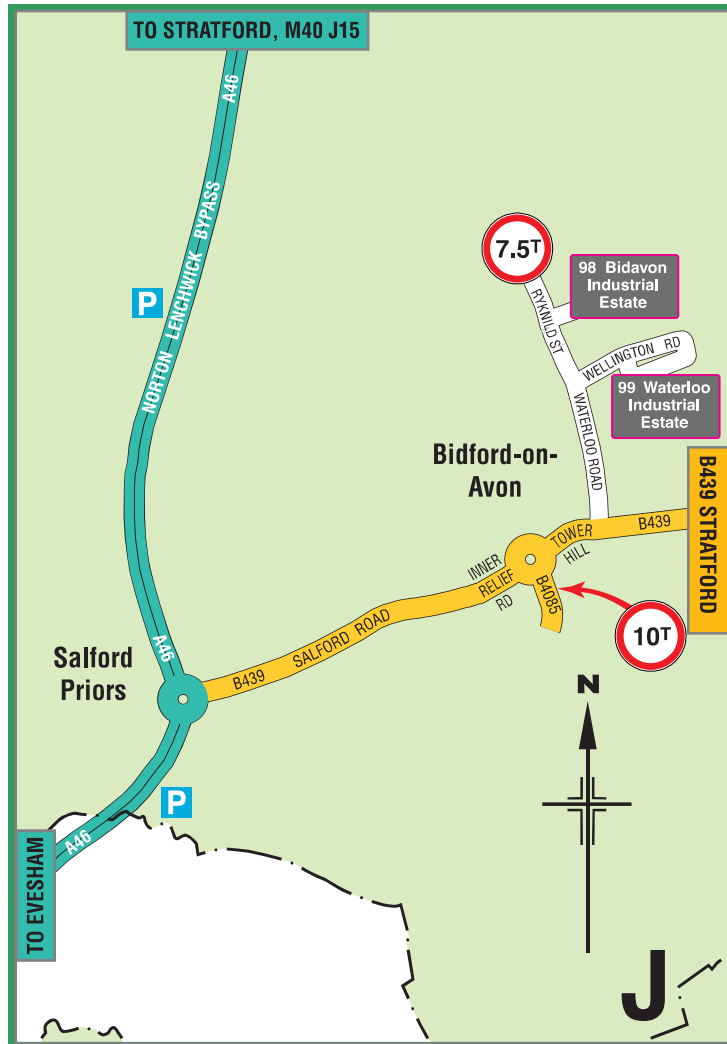 TO STRATFORD, M40 J15
A46
NORTON LENCHWICK BYPASS
P
7.5T
98 Bidavon
Industrial
Estate
RYKNILD ST
WELLINGTON RD
99 Waterloo
Industrial
Estate
WATERLOO ROAD
Bidford-on-
Avon
B439 STRATFORD
B439
TOWER
HILL
INNER
RELIEF
RD
B4085
10T
SALFORD ROAD
B439
A46
Salford
Priors
N
P
A46
TO EVESHAM
J